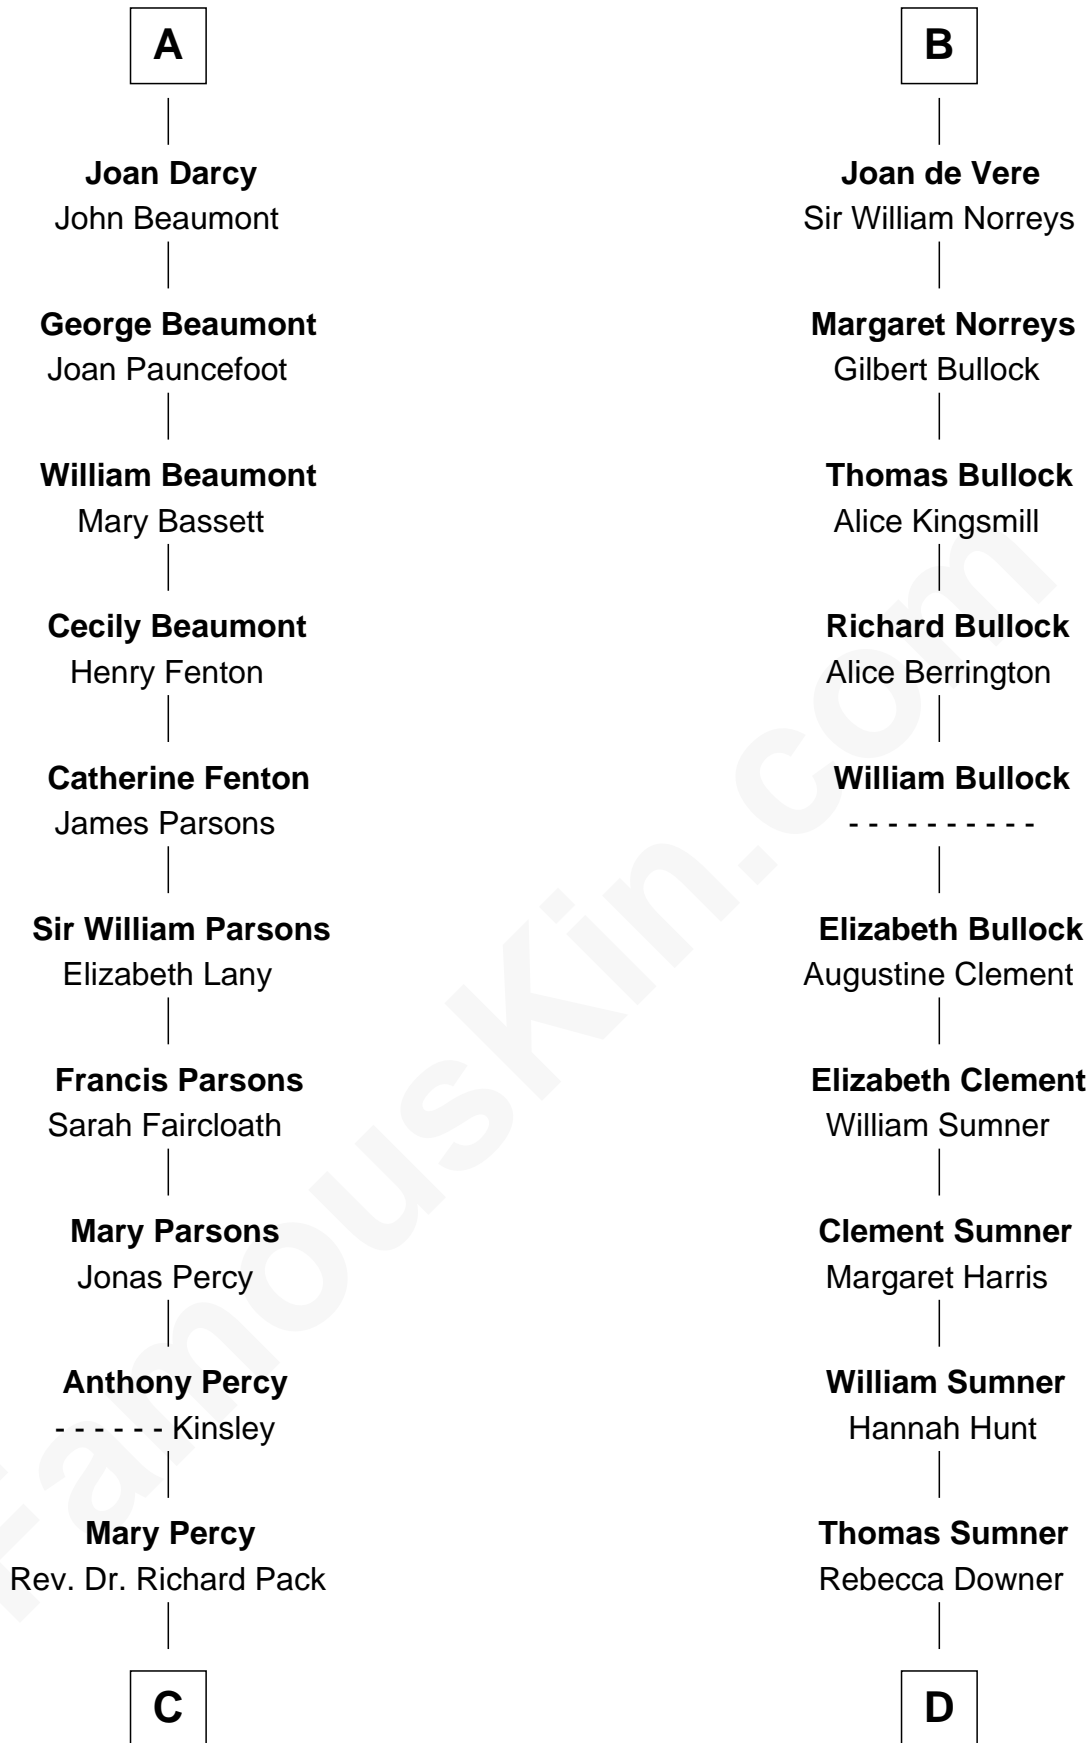 A
Joan Darcy
John Beaumont
George Beaumont
Joan Pauncefoot
William Beaumont
Mary Bassett
Cecily Beaumont
Henry Fenton
Catherine Fenton
James Parsons
Sir William Parsons
Elizabeth Lany
Francis Parsons
Sarah Faircloath
Mary Parsons
Jonas Percy
Anthony Percy
- - - - - - Kinsley
Mary Percy
Rev. Dr. Richard Pack
C
B
Joan de Vere
Sir William Norreys
Margaret Norreys
Gilbert Bullock
Thomas Bullock
Alice Kingsmill
Richard Bullock
Alice Berrington
William Bullock
- - - - - - - - - -
Elizabeth Bullock
Augustine Clement
Elizabeth Clement
William Sumner
Clement Sumner
Margaret Harris
William Sumner
Hannah Hunt
Thomas Sumner
Rebecca Downer
D
FamousKin.com